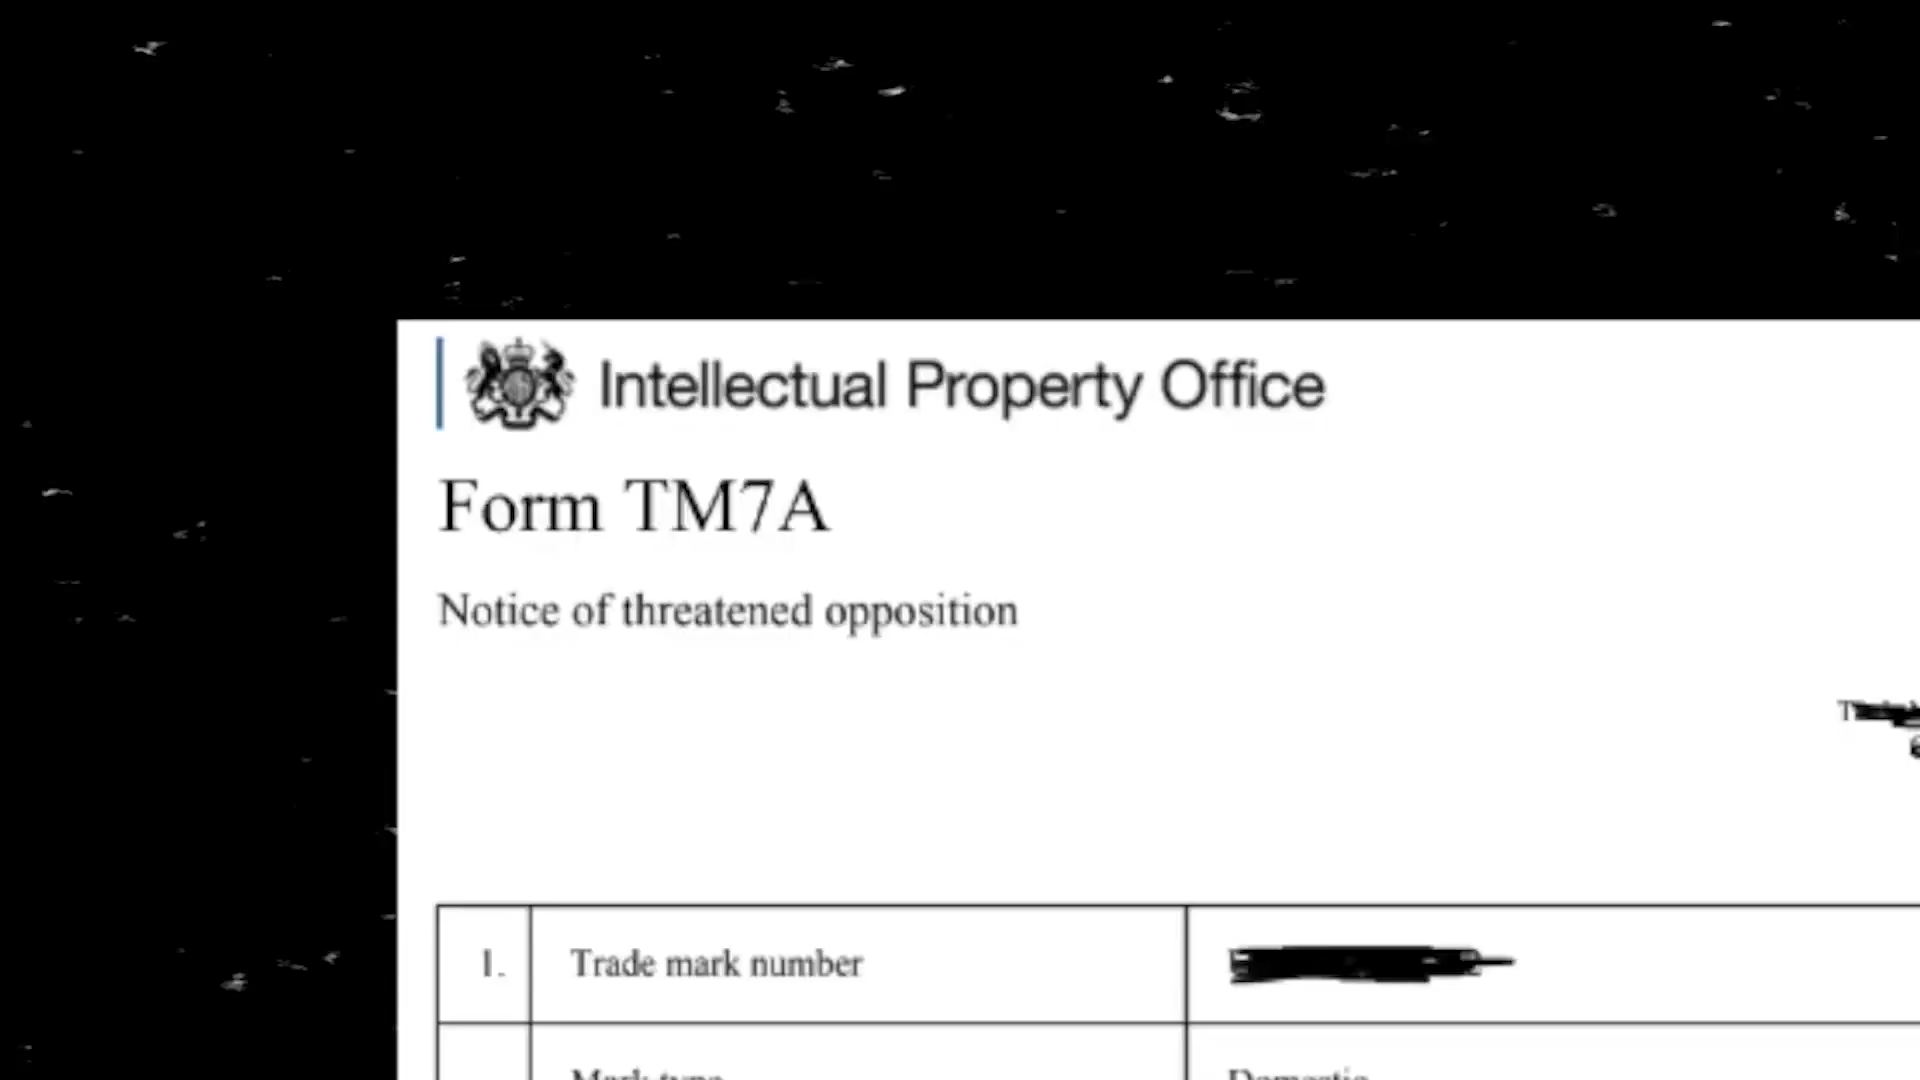 Intellectual Property Office
Form TM7A
Notice of threatened opposition
1. Trade mark number
Mark type Domestic